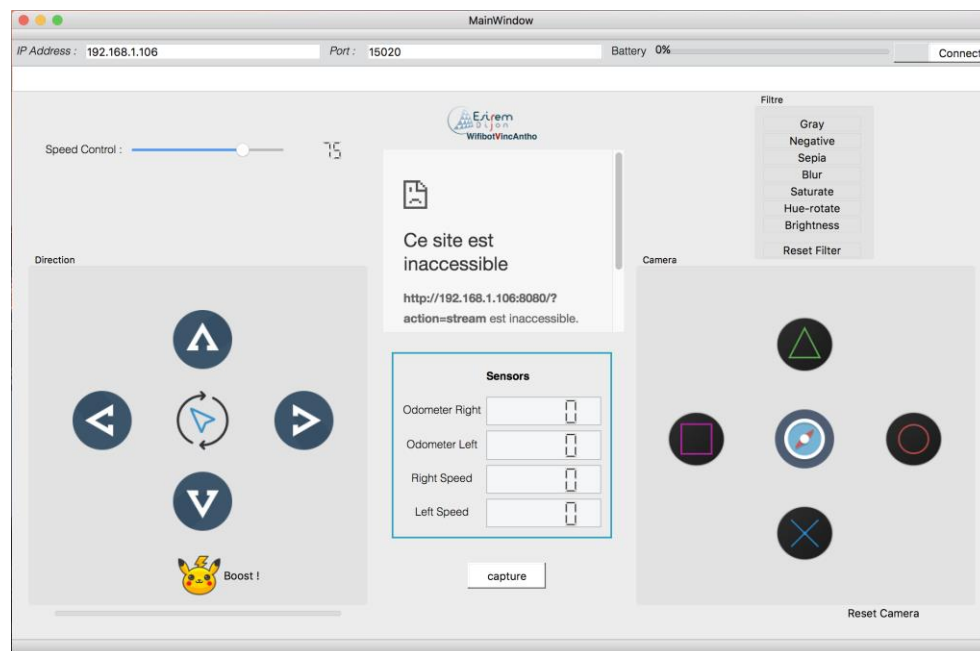 MainWindow
IP Address : 192.168.1.106 Port : 15020 Battery 0% Connect
Filtre
Esirem
Dijon
WifibotVincAntho
Speed Control : 75
Gray
Negative
Sepia
Blur
Saturate
Hue-rotate
Brightness
Reset Filter
Ce site est
inaccessible
http://192.168.1.106:8080/?
action=stream est inaccessible.
Direction
Boost !
Sensors
Odometer Right 0
Odometer Left 0
Right Speed 0
Left Speed 0
capture
Camera
Reset Camera